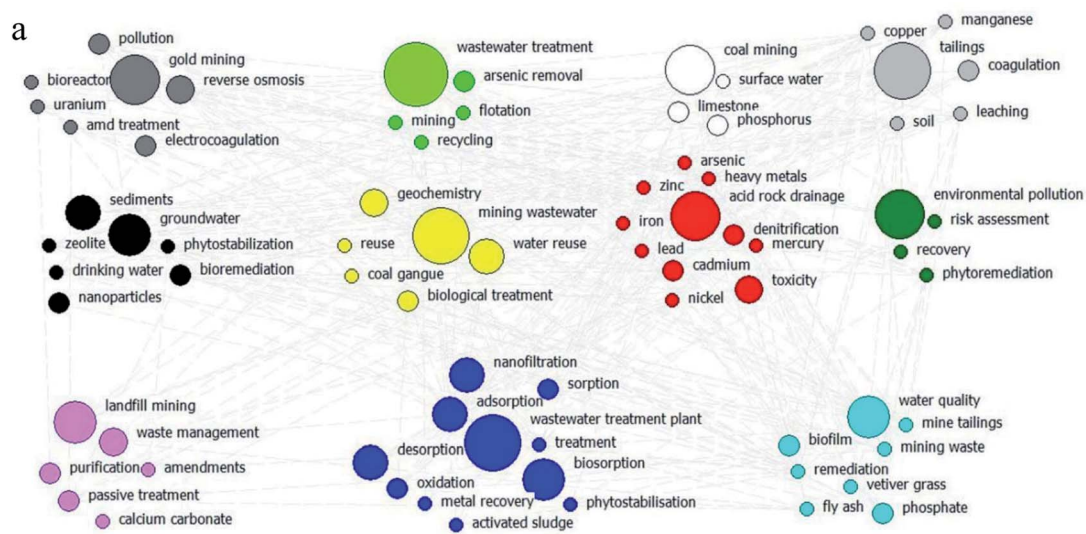 a
pollution
gold mining
bioreactor
reverse osmosis
uranium
amd treatment
electrocoagulation
wastewater treatment
arsenic removal
flotation
mining
recycling
coal mining
surface water
limestone
phosphorus
copper
manganese
tailings
coagulation
leaching
soil
sediments
groundwater
zeolite
phytostabilization
drinking water
bioremediation
nanoparticles
geochemistry
mining wastewater
reuse
water reuse
coal gangue
biological treatment
arsenic
heavy metals
zinc
acid rock drainage
iron
denitrification
lead
mercury
cadmium
toxicity
nickel
environmental pollution
risk assessment
recovery
phytoremediation
landfill mining
waste management
purification
amendments
passive treatment
calcium carbonate
nanofiltration
sorption
adsorption
wastewater treatment plant
desorption
treatment
biosorption
oxidation
metal recovery
phytostabilisation
activated sludge
water quality
mine tailings
biofilm
mining waste
remediation
vetiver grass
fly ash
phosphate